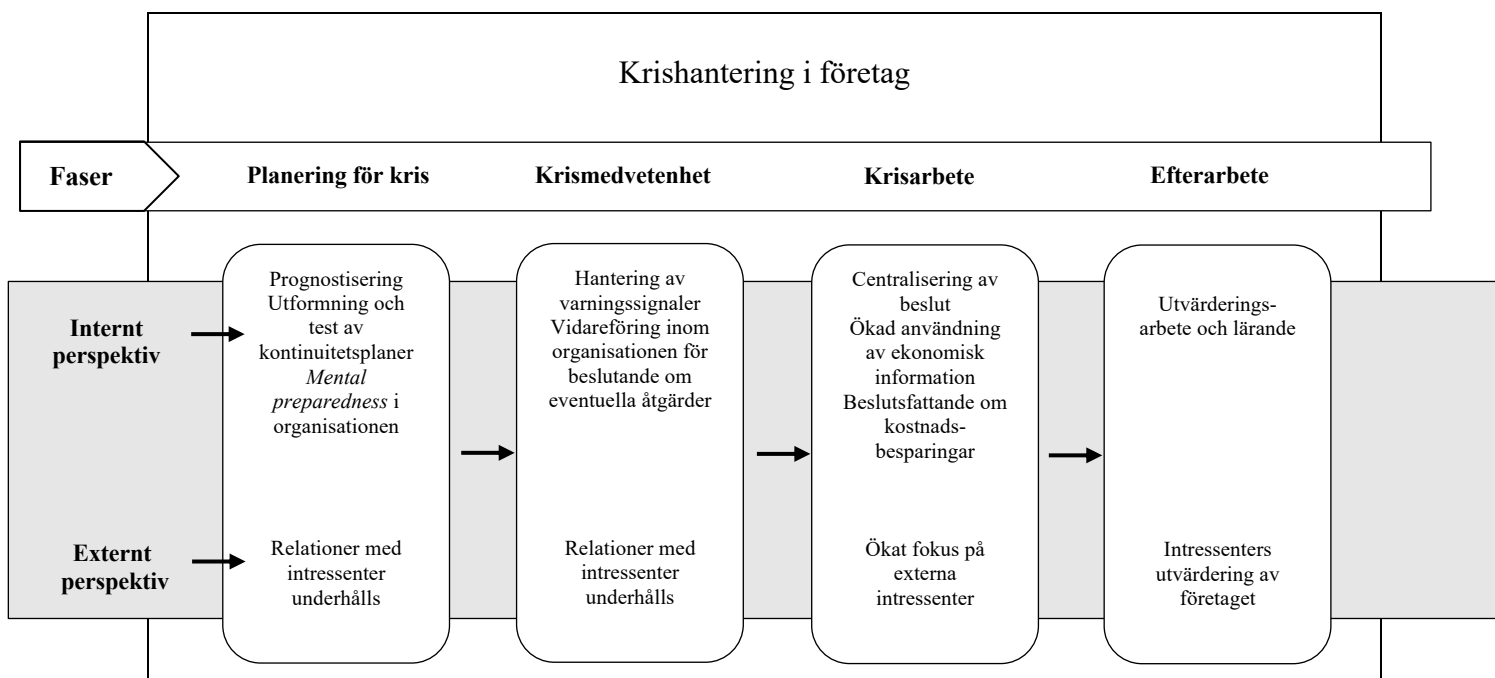 Krishantering i företag
Faser
Planering för kris
Krismedvetenhet
Krisarbete
Efterarbete
Internt
perspektiv
Prognostisering
Utformning och
test av
kontinuitetsplaner
Mental
preparedness i
organisationen
Hantering av
varningssignaler
Vidareföring inom
organisationen för
beslutande om
eventuella åtgärder
Centralisering av
beslut
Ökad användning
av ekonomisk
information
Beslutsfattande om
kostnads-
besparingar
Utvärderings-
arbete och lärande
Externt
perspektiv
Relationer med
intressenter
underhålls
Relationer med
intressenter
underhålls
Ökat fokus på
externa
intressenter
Intressenters
utvärdering av
företaget